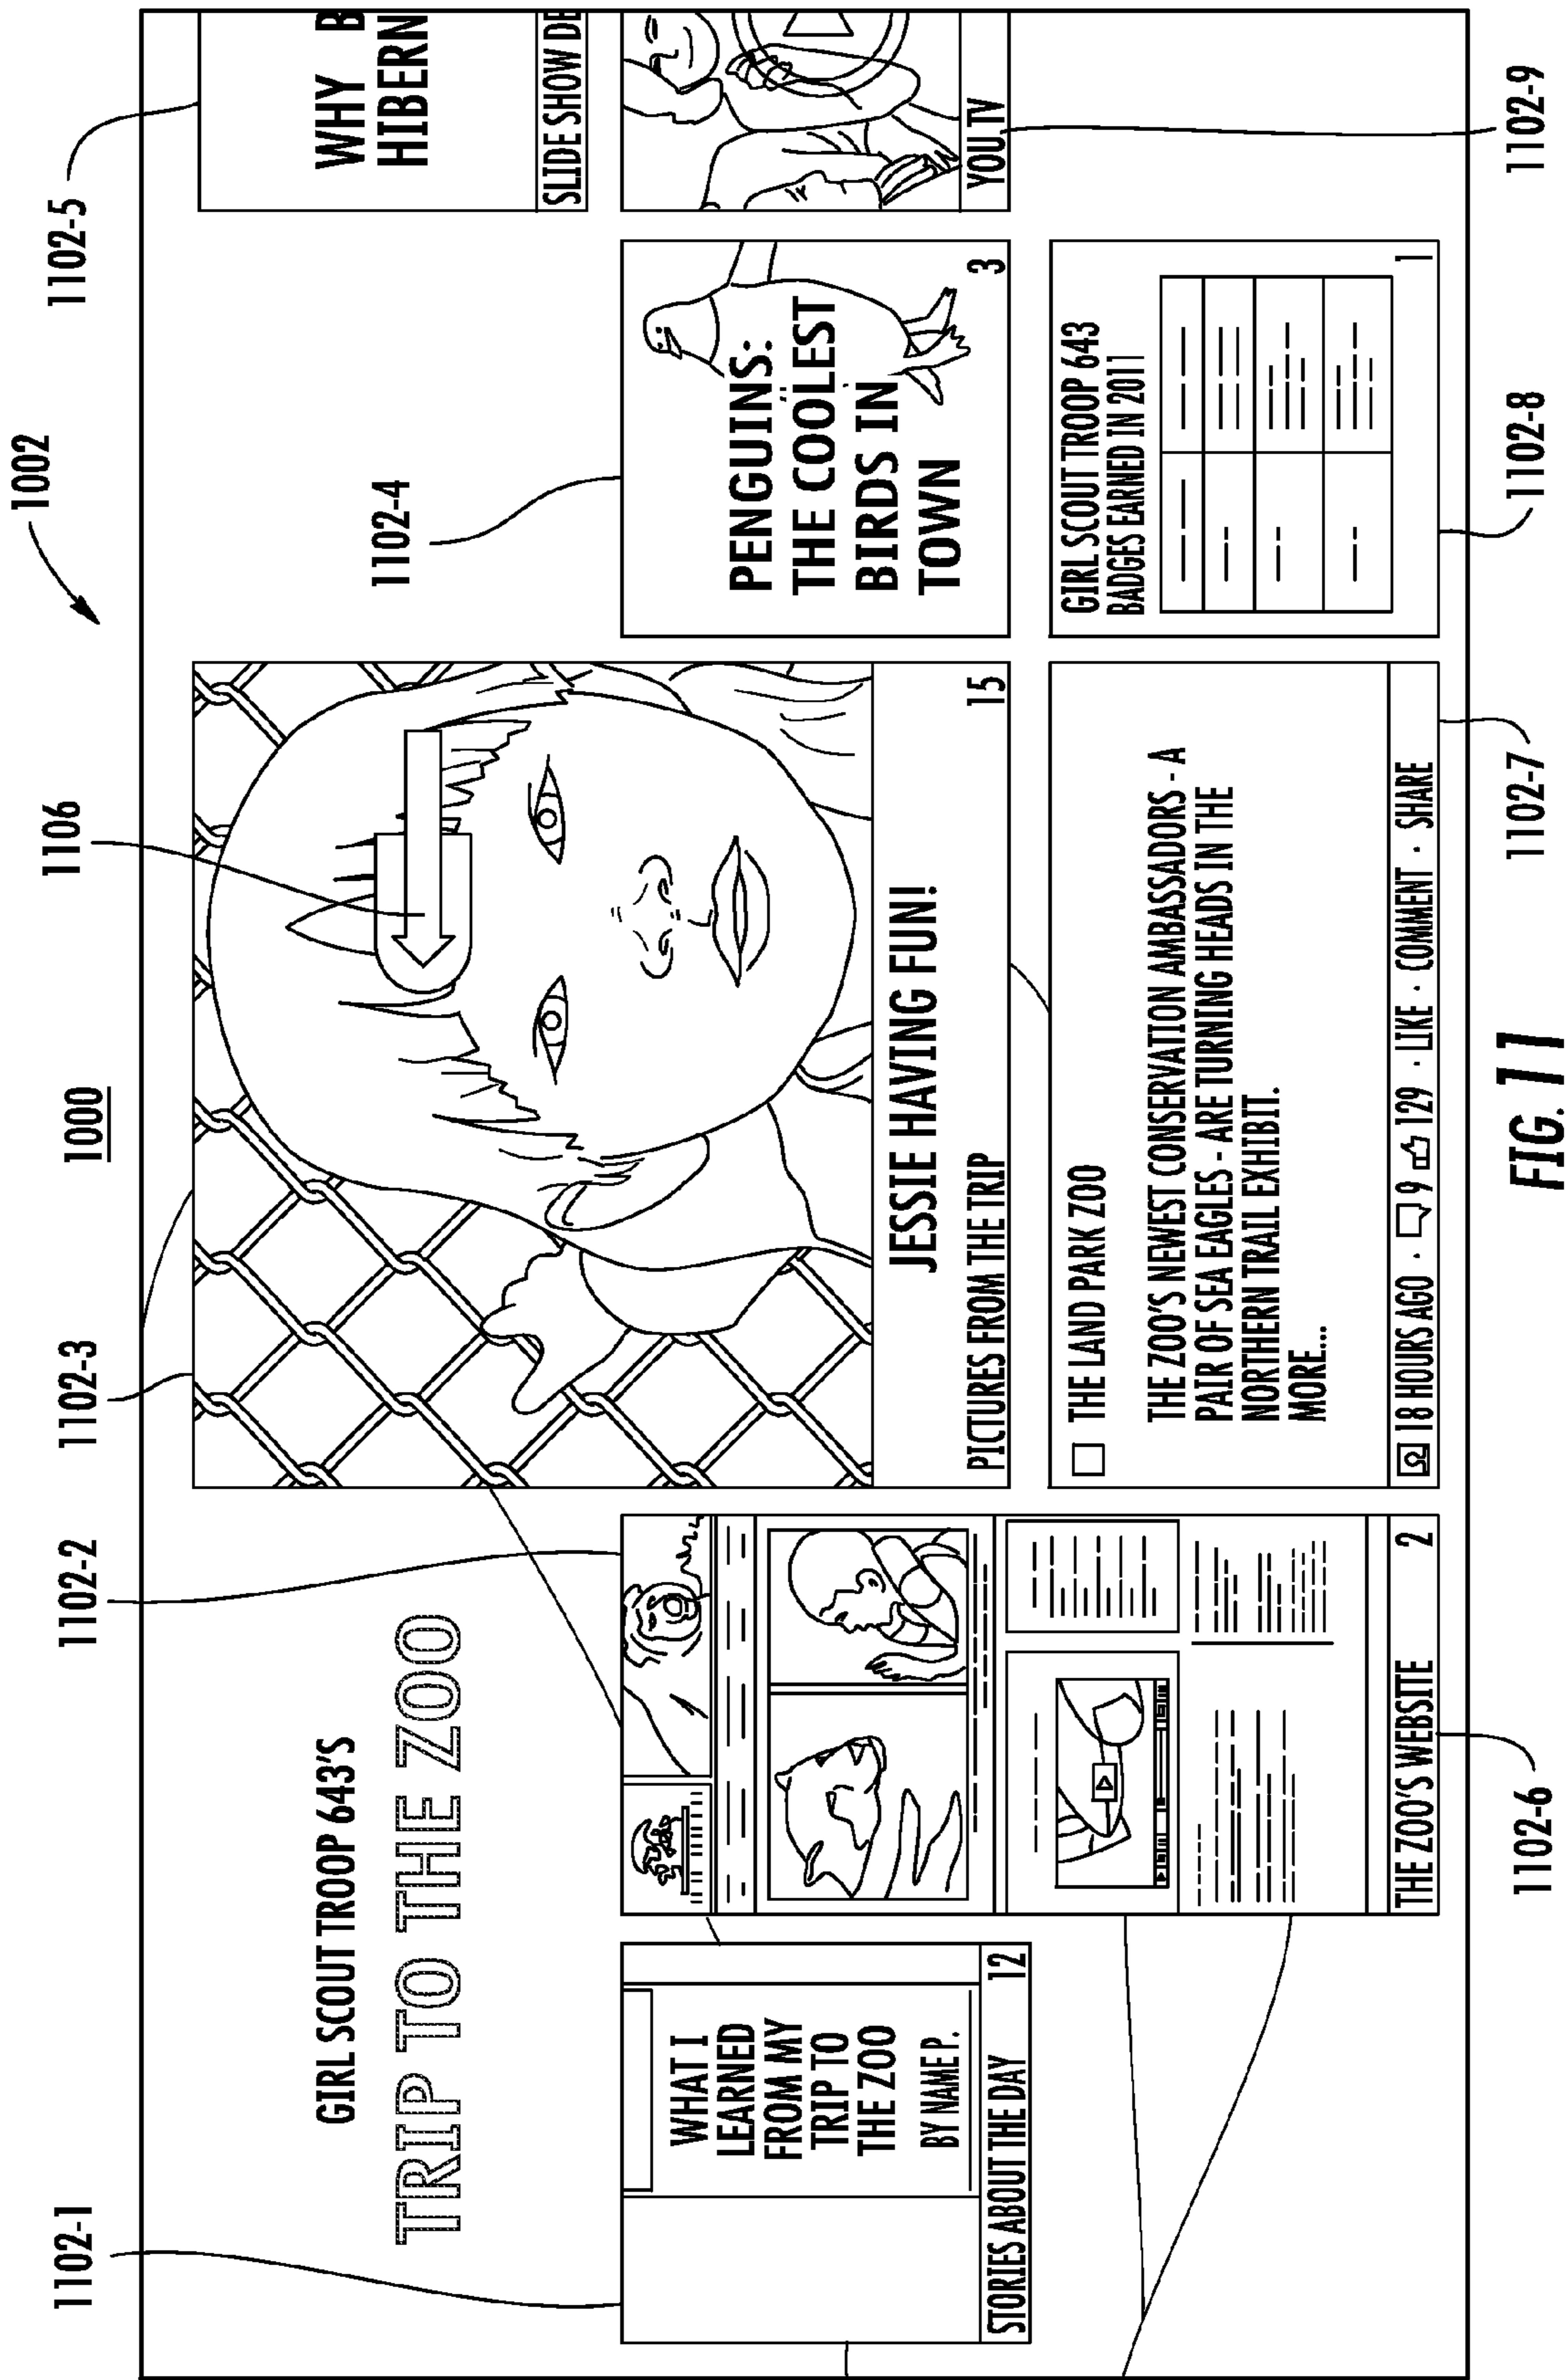 1000
1002
1102-1
1102-2
1102-3
1106
1102-4
1102-5
GIRL SCOUT TROOP 643'S
TRIP TO THE ZOO
WHAT I
LEARNED
FROM MY
TRIP TO
THE ZOO
BY NAME P.
STORIES ABOUT THE DAY 12
THE ZOO'S WEBSITE 2
JESSIE HAVING FUN!
PICTURES FROM THE TRIP 15
THE LAND PARK ZOO
THE ZOO'S NEWEST CONSERVATION AMBASSADORS - A
PAIR OF SEA EAGLES - ARE TURNING HEADS IN THE
NORTHERN TRAIL EXHIBIT.
MORE...
18 HOURS AGO · 9 129 · LIKE · COMMENT · SHARE
PENGUINS:
THE COOLEST
BIRDS IN
TOWN
3
GIRL SCOUT TROOP 643
BADGES EARNED IN 2011
1
WHY B
HIBERN
SLIDE SHOW DE
YOU TV
1102-6
1102-7
1102-8
1102-9
FIG. 11